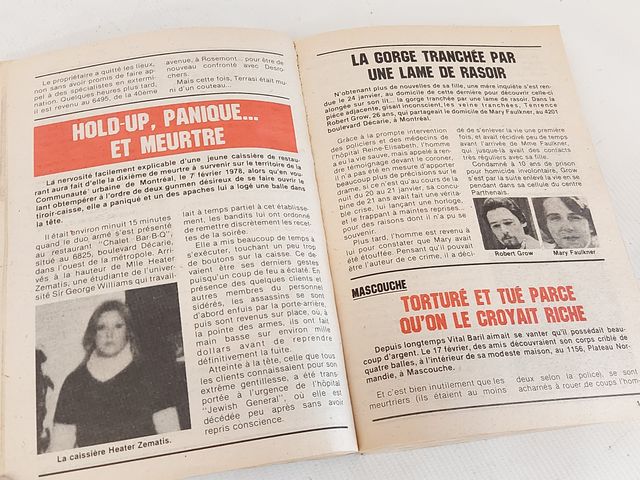 Le propriétaire a quitté les lieux,
non sans avoir promis de faire ap-
pel à des spécialistes en extermi-
nation. Quelques heures plus tard,
il est revenu au 6495, de la 40ème
avenue, à Rosemont... pour être de
nouveau confronté avec Desro-
chers.
Mais cette fois, Terrasi était mu-
ni d'un couteau...
HOLD-UP, PANIQUE...
ET MEURTRE
La nervosité facilement explicable d'une jeune caissière de restau-
rant aura fait d'elle la dixième de meurtre à survenir sur le territoire de la
Communauté urbaine de Montréal, le 7 février 1978, alors qu'en vou-
lant obtempérer à l'ordre de deux gunmen désireux de se faire ouvrir le
tiroir-caisse, elle a paniqué et un des apaches lui a logé une balle dans
la tête.
Il était environ minuit 15 minutes
quand le duo armé s'est présenté
au restaurant "Chalet Bar-B-Q",
situé au 6825, boulevard Décarie,
dans l'ouest de la métropole. Arri-
vés à la hauteur de Mlle Heater
Zematis, une étudiante de l'univer-
sité Sir George Williams qui travail-
lait à temps partiel à cet établisse-
ment, les bandits lui ont ordonné
de remettre discrètement les recet-
tes de la soirée.
Elle a mis beaucoup de temps à
s'exécuter, touchant un peu trop
de boutons sur la caisse. Ce de-
vaient être ses derniers gestes
puisqu'un coup de feu a éclaté. En
présence des quelques clients et
autres membres du personnel
sidérés, les assassins se sont
d'abord enfuis par la porte-arrière,
puis sont revenus sur place, où, à
la pointe des armes, ils ont fait
main basse sur environ mille
dollars avant de reprendre
définitivement la fuite.
Atteinte à la tête, celle que tous
les clients connaissaient pour son
extrême gentillesse, a été trans-
portée à l'urgence de l'hôpital
"Jewish General", où elle est
décédée peu après sans avoir
repris conscience.
La caissière Heater Zematis.
LA GORGE TRANCHÉE PAR
UNE LAME DE RASOIR
N'obtenant plus de nouvelles de sa fille, une mère inquiète s'est ren-
due le 24 janvier, au domicile de cette dernière pour découvrir celle-ci
allongée sur son lit... la gorge tranchée par une lame de rasoir. Dans la
pièce adjacente, gisait inconscient, les veine tranchées, Terrence
Robert Grow, 26 ans, qui partageait le domicile de Mary Faulkner, au 4201
boulevard Décarie, à Montréal.
Grâce à la prompte intervention
des policiers et des médecins de
l'hôpital Reine-Elisabeth, l'homme
a eu la vie sauve, mais appelé à ren-
dre témoignage devant le coroner,
il n'a pas été en mesure d'apporter
beaucoup plus de précisions sur le
drame, si ce n'est qu'au cours de la
nuit du 20 au 21 janvier, sa concu-
bine de 21 ans avait fait une vérita-
ble crise, lui lançant une horloge,
et le frappant à maintes reprises...
pour des raisons dont il n'a pu se
souvenir.
Plus tard, l'homme est revenu à
lui pour constater que Mary avait
été étouffée. Pensant qu'il pouvait
être l'auteur de ce crime, il a déci-
dé de s'enlever la vie une première
fois, et avait récidivé peu de temps
avant l'arrivée de Mme Faulkner,
qui jusque-là avait des contacts
très réguliers avec sa fille.
Condamné à 10 ans de prison
pour homicide involontaire, Grow
s'est par la suite enlevé la vie en se
pendant dans sa cellule du centre
Parthenais.
Robert Grow
Mary Faulkner
MASCOUCHE
TORTURÉ ET TUÉ PARCE
QU'ON LE CROYAIT RICHE
Depuis longtemps Vital Baril aimait se vanter qu'il possédait beau-
coup d'argent. Le 17 février, des amis découvraient son corps criblé de
quatre balles, à l'intérieur de sa modeste maison, au 1156, Plateau Nor-
mandie, à Mascouche.
Et c'est bien inutilement que les
meurtriers (ils étaient au moins
deux selon la police), se sont
acharnés à rouer de coups l'hom-